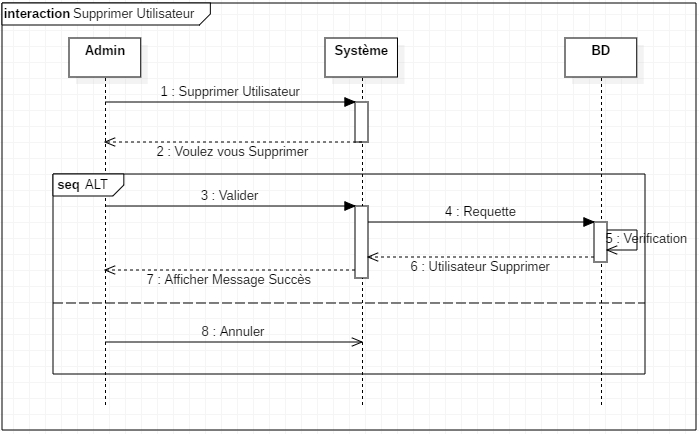 interaction Supprimer Utilisateur
Admin
Système
BD
1 : Supprimer Utilisateur
2 : Voulez vous Supprimer
seq ALT
3 : Valider
4 : Requette
5 : Verification
6 : Utilisateur Supprimer
7 : Afficher Message Succès
8 : Annuler